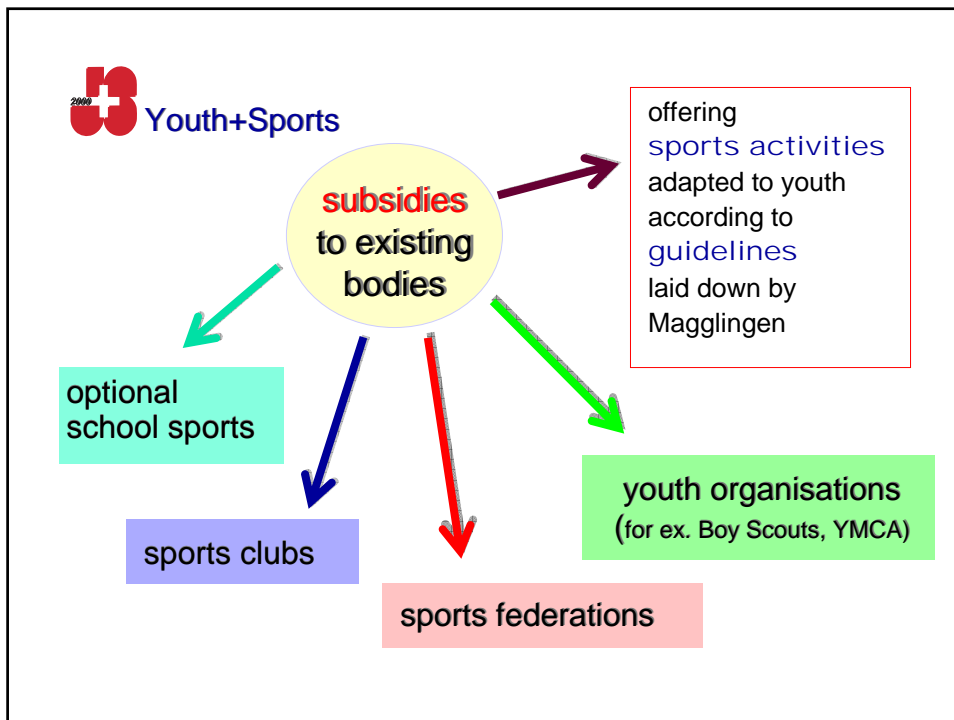 2000
Youth+Sports
subsidies
to existing
bodies
offering
sports activities
adapted to youth
according to
guidelines
laid down by
Magglingen
optional
school sports
sports clubs
sports federations
youth organisations
(for ex. Boy Scouts, YMCA)